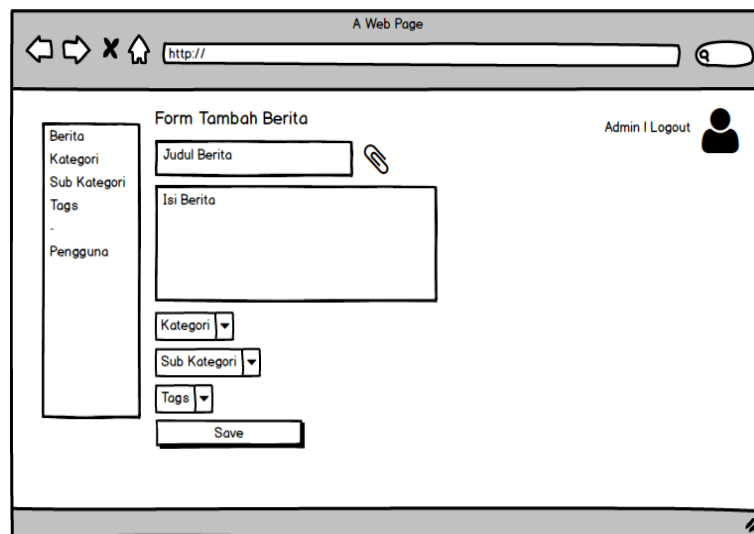 A Web Page
http://
Form Tambah Berita
Admin | Logout
Berita
Kategori
Sub Kategori
Tags
-
Pengguna
Judul Berita
Isi Berita
Kategori
Sub Kategori
Tags
Save